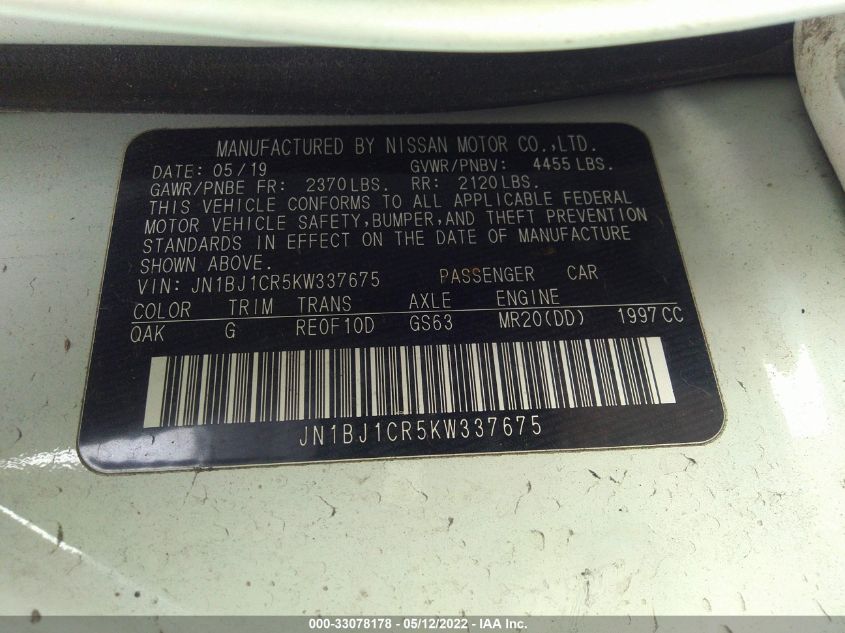 MANUFACTURED BY NISSAN MOTOR CO.,LTD.
DATE: 05/19 GVWR/PNBV: 4455 LBS.
GAWR/PNBE FR: 2370 LBS. RR: 2120 LBS.
THIS VEHICLE CONFORMS TO ALL APPLICABLE FEDERAL
MOTOR VEHICLE SAFETY,BUMPER,AND THEFT PREVENTION
STANDARDS IN EFFECT ON THE DATE OF MANUFACTURE
SHOWN ABOVE.
VIN: JN1BJ1CR5KW337675 PASSENGER CAR
COLOR TRIM TRANS AXLE ENGINE
QAK G RE0F10D GS63 MR20(DD) 1997 CC
JN1BJ1CR5KW337675
000-33078178 - 05/12/2022 - IAA Inc.